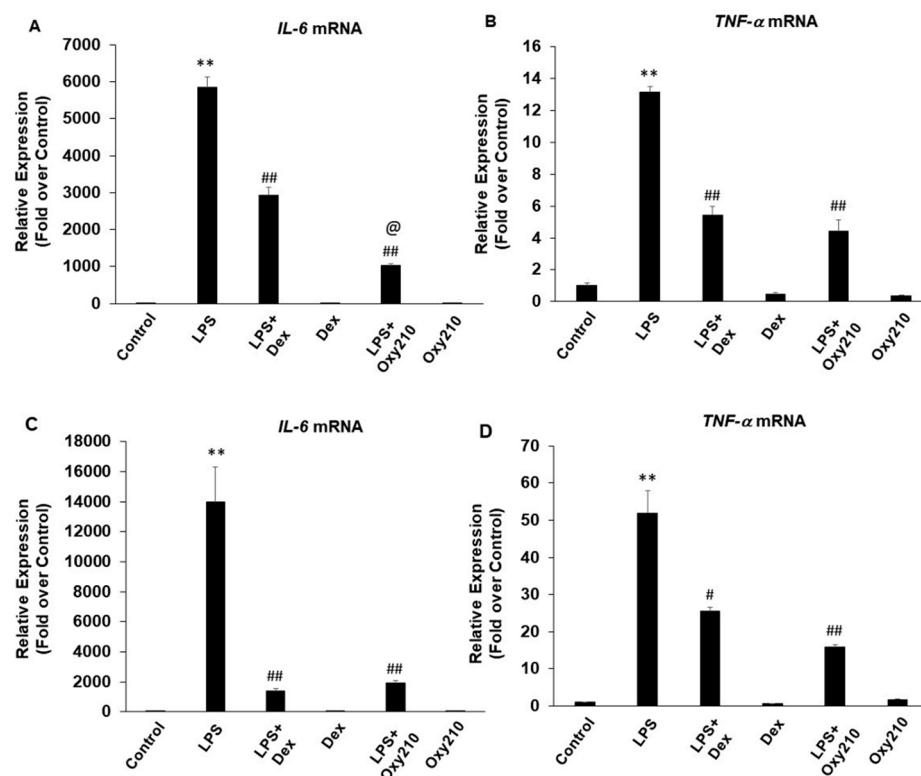 A
IL-6 mRNA
Relative Expression
(Fold over Control)
7000
6000
5000
4000
3000
2000
1000
0
**
##
@
##
Control
LPS
LPS+
Dex
Dex
LPS+
Oxy210
Oxy210
B
TNF-α mRNA
Relative Expression
(Fold over Control)
16
14
12
10
8
6
4
2
0
**
##
##
Control
LPS
LPS+
Dex
Dex
LPS+
Oxy210
Oxy210
C
IL-6 mRNA
Relative Expression
(Fold over Control)
18000
16000
14000
12000
10000
8000
6000
4000
2000
0
**
##
##
Control
LPS
LPS+
Dex
Dex
LPS+
Oxy210
Oxy210
D
TNF-α mRNA
Relative Expression
(Fold over Control)
70
60
50
40
30
20
10
0
**
#
##
Control
LPS
LPS+
Dex
Dex
LPS+
Oxy210
Oxy210